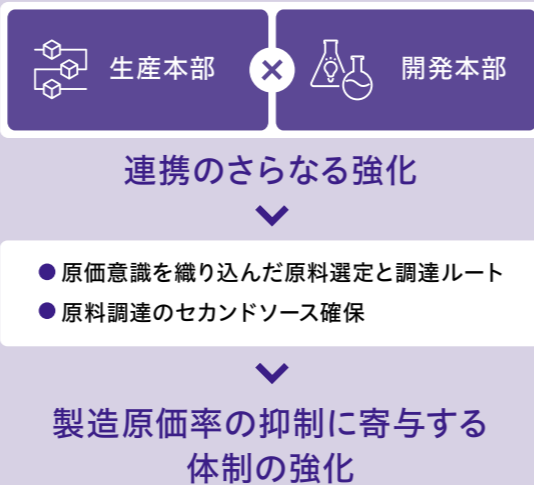 生産本部 × 開発本部
連携のさらなる強化
● 原価意識を織り込んだ原料選定と調達ルート
● 原料調達のセカンドソース確保
製造原価率の抑制に寄与する
体制の強化